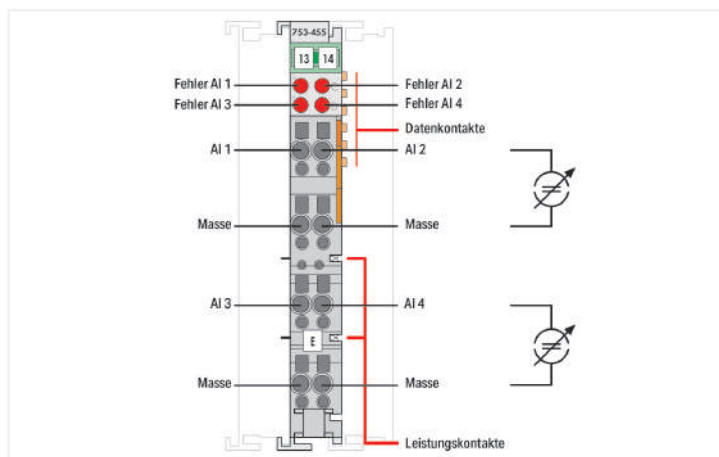 753-455
13 14
Fehler AI 1
Fehler AI 2
Fehler AI 3
Fehler AI 4
Datenkontakte
AI 1
AI 2
Masse
Masse
AI 3
AI 4
E
Masse
Masse
Leistungskontakte